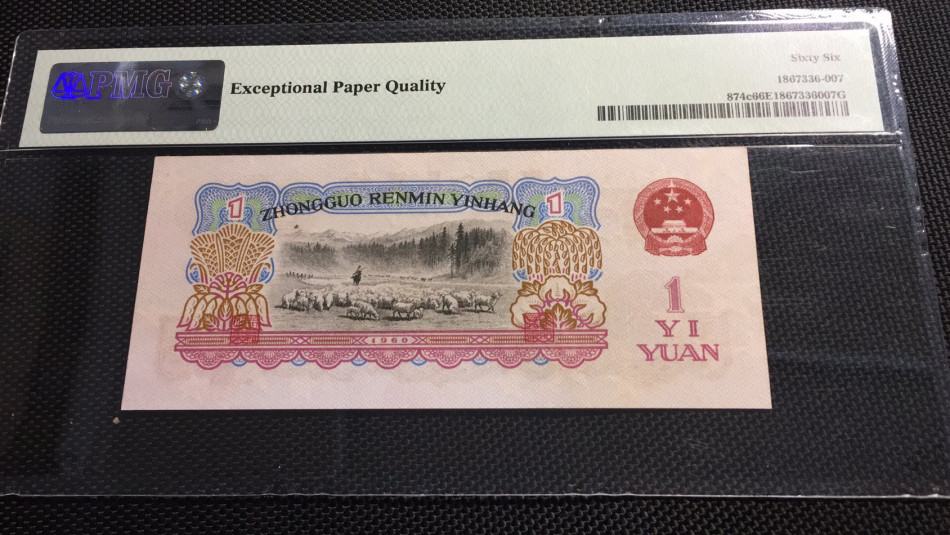 PMG
Exceptional Paper Quality
Sixty Six
1867336-007
874c66E1867336007G
1 ZHONGGUO RENMIN YINHANG 1
1
YI
YUAN
1960